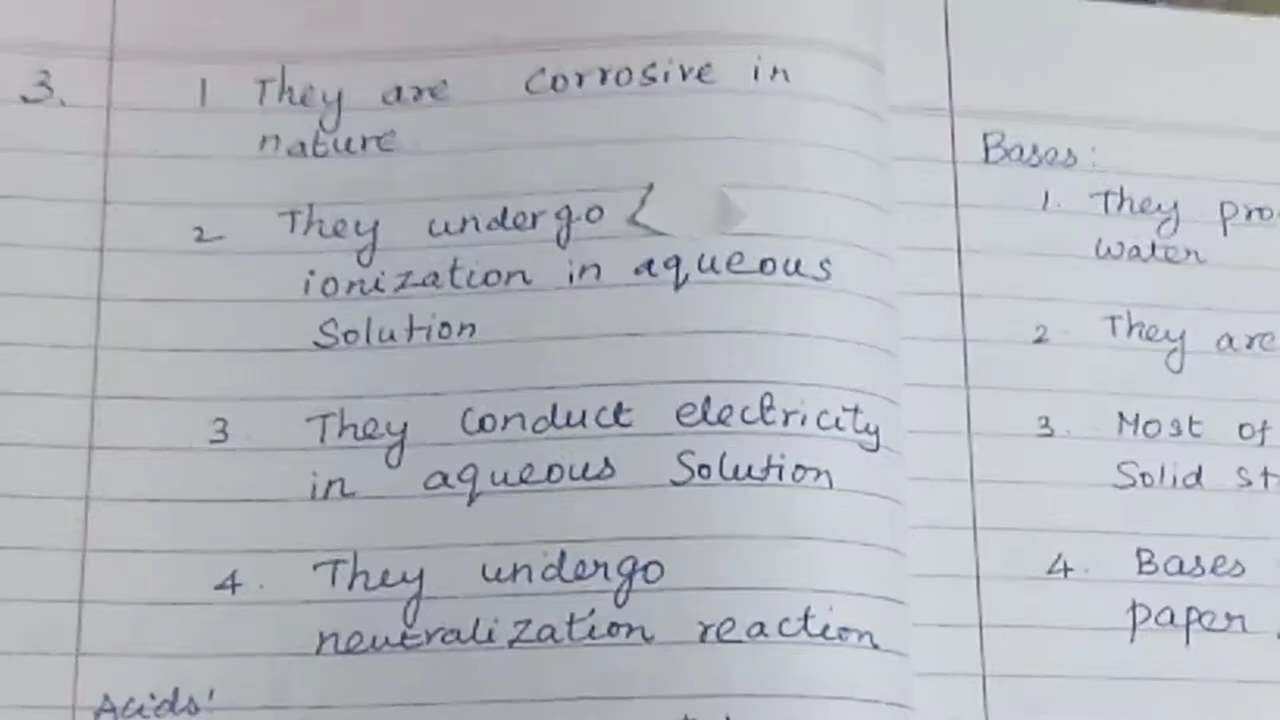 3.
1 They are corrosive in
nature
2 They undergo
ionization in aqueous
Solution
3 They conduct electricity
in aqueous Solution
4. They undergo
neutralization reaction
Acids:
Bases:
1. They pro
water
2. They are
3. Most of
Solid st
4. Bases
paper